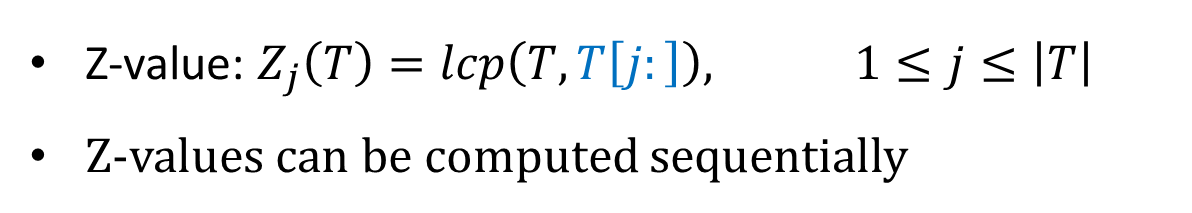 • Z-value: Z_j(T) = lcp(T, T[j: ]), 1 ≤ j ≤ |T|
• Z-values can be computed sequentially